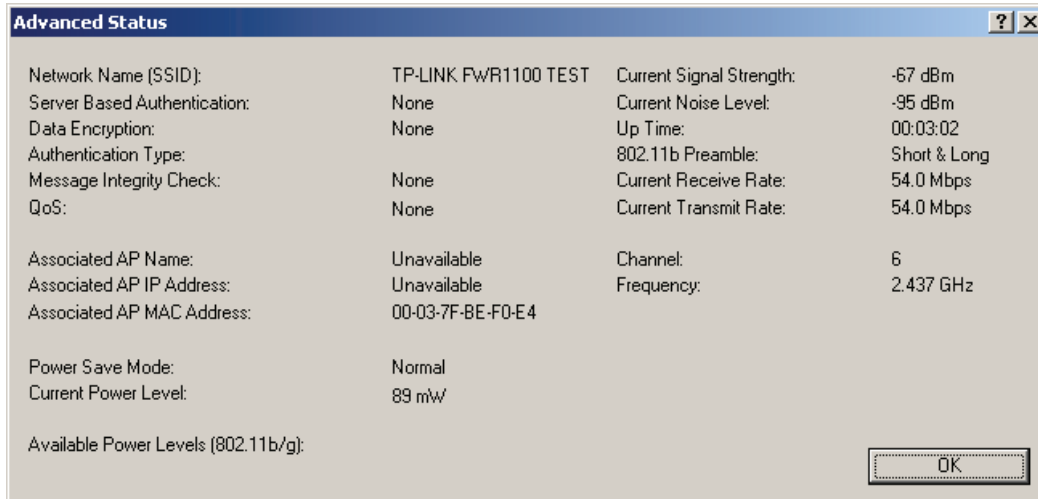 Advanced Status
Network Name (SSID): TP-LINK FWR1100 TEST Current Signal Strength: -67 dBm
Server Based Authentication: None Current Noise Level: -95 dBm
Data Encryption: None Up Time: 00:03:02
Authentication Type: 802.11b Preamble: Short & Long
Message Integrity Check: None Current Receive Rate: 54.0 Mbps
QoS: None Current Transmit Rate: 54.0 Mbps
Associated AP Name: Unavailable Channel: 6
Associated AP IP Address: Unavailable Frequency: 2.437 GHz
Associated AP MAC Address: 00-03-7F-BE-F0-E4
Power Save Mode: Normal
Current Power Level: 89 mW
Available Power Levels (802.11b/g):
OK